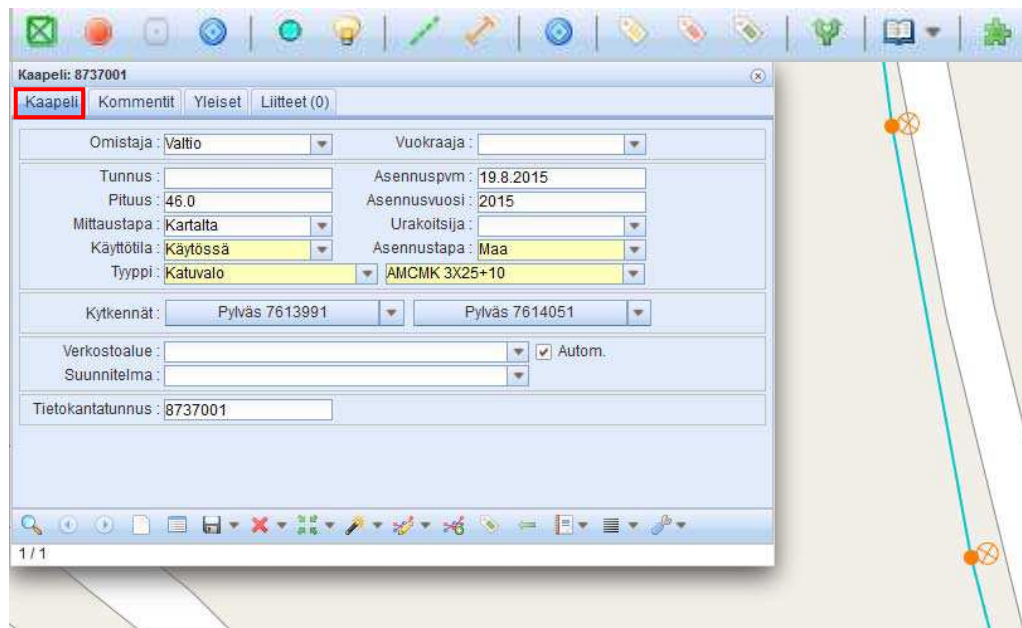 Kaapeli: 8737001
Kaapeli Kommentit Yleiset Liitteet (0)
Omistaja : Valtio Vuokraaja :
Tunnus : Asennuspvm : 19.8.2015
Pituus : 46.0 Asennusvuosi : 2015
Mittaustapa : Kartalta Urakoitsija :
Käyttötila : Käytössä Asennustapa : Maa
Tyyppi : Katuvalo AMCMK 3X25+10
Kytkennät : Pylväs 7613991 Pylväs 7614051
Verkostoalue : Autom.
Suunnitelma :
Tietokantatunnus : 8737001
1 / 1